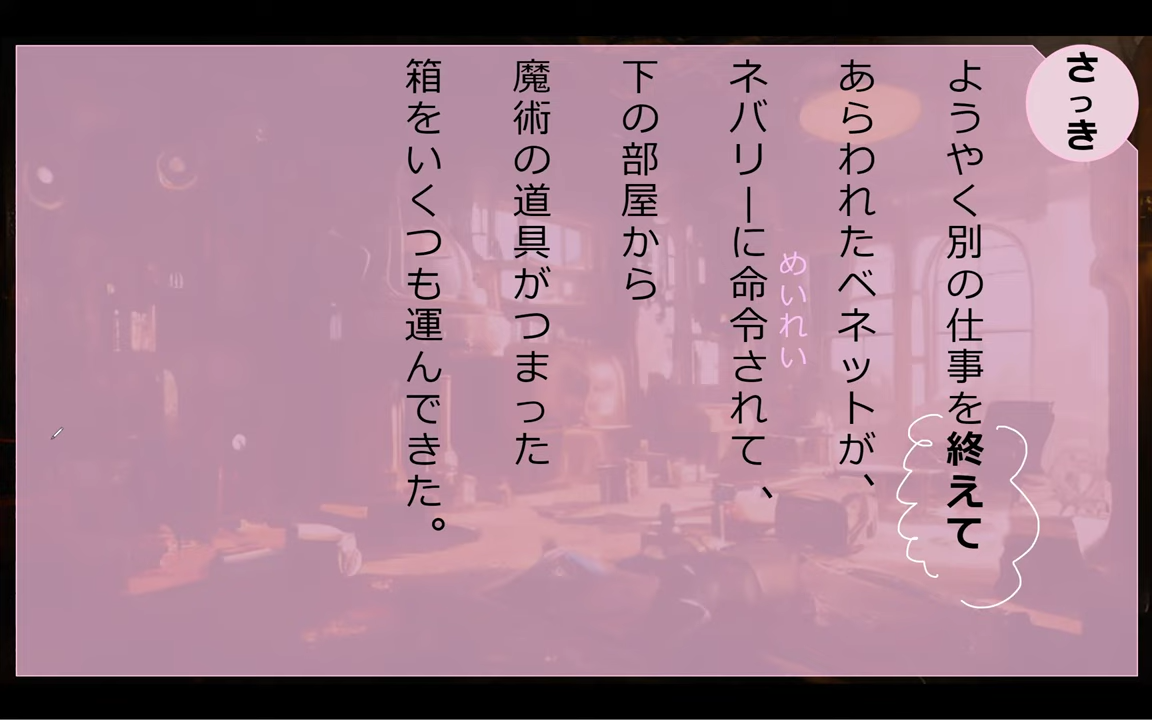 さっき
ようやく別の仕事を終えて
あらわれたベネットが、
ネバリーに命令されて、
めいれい
下の部屋から
魔術の道具がつまった
箱をいくつも運んできた。